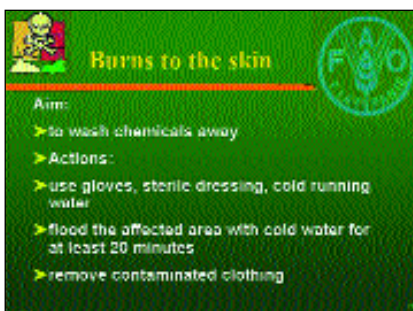 Burns to the skin
F A O
Aim:
➤to wash chemicals away
➤Actions:
➤use gloves, sterile dressing, cold running
water
➤flood the affected area with cold water for
at least 20 minutes
➤remove contaminated clothing